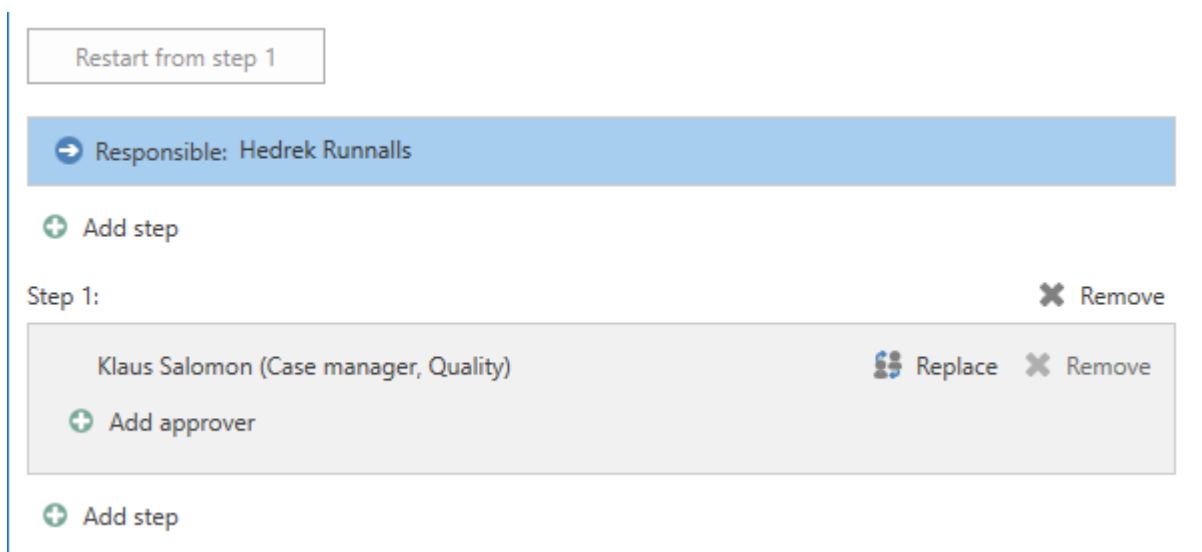 Restart from step 1
Responsible: Hedrek Runnalls
Add step
Step 1: Remove
Klaus Salomon (Case manager, Quality) Replace Remove
Add approver
Add step